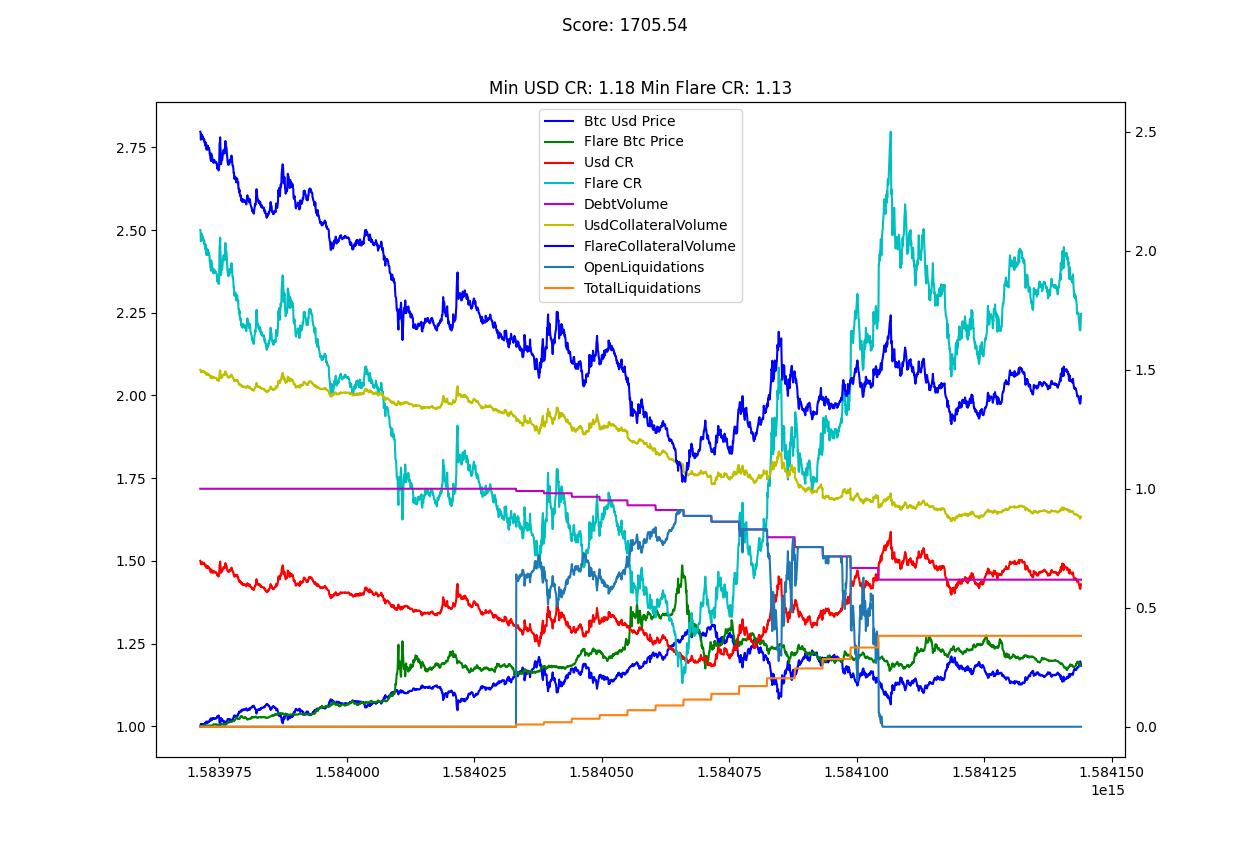 Score: 1705.54
Min USD CR: 1.18 Min Flare CR: 1.13
Btc Usd Price
Flare Btc Price
Usd CR
Flare CR
DebtVolume
UsdCollateralVolume
FlareCollateralVolume
OpenLiquidations
TotalLiquidations
2.75
2.50
2.25
2.00
1.75
1.50
1.25
1.00
2.5
2.0
1.5
1.0
0.5
0.0
1.583975 1.584000 1.584025 1.584050 1.584075 1.584100 1.584125 1.584150
1e15